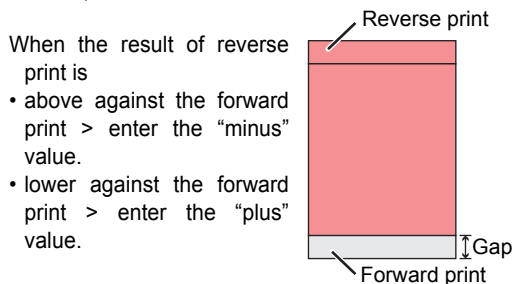 Reverse print
When the result of reverse
print is
• above against the forward
print > enter the “minus”
value.
• lower against the forward
print > enter the “plus”
value.
Gap
Forward print